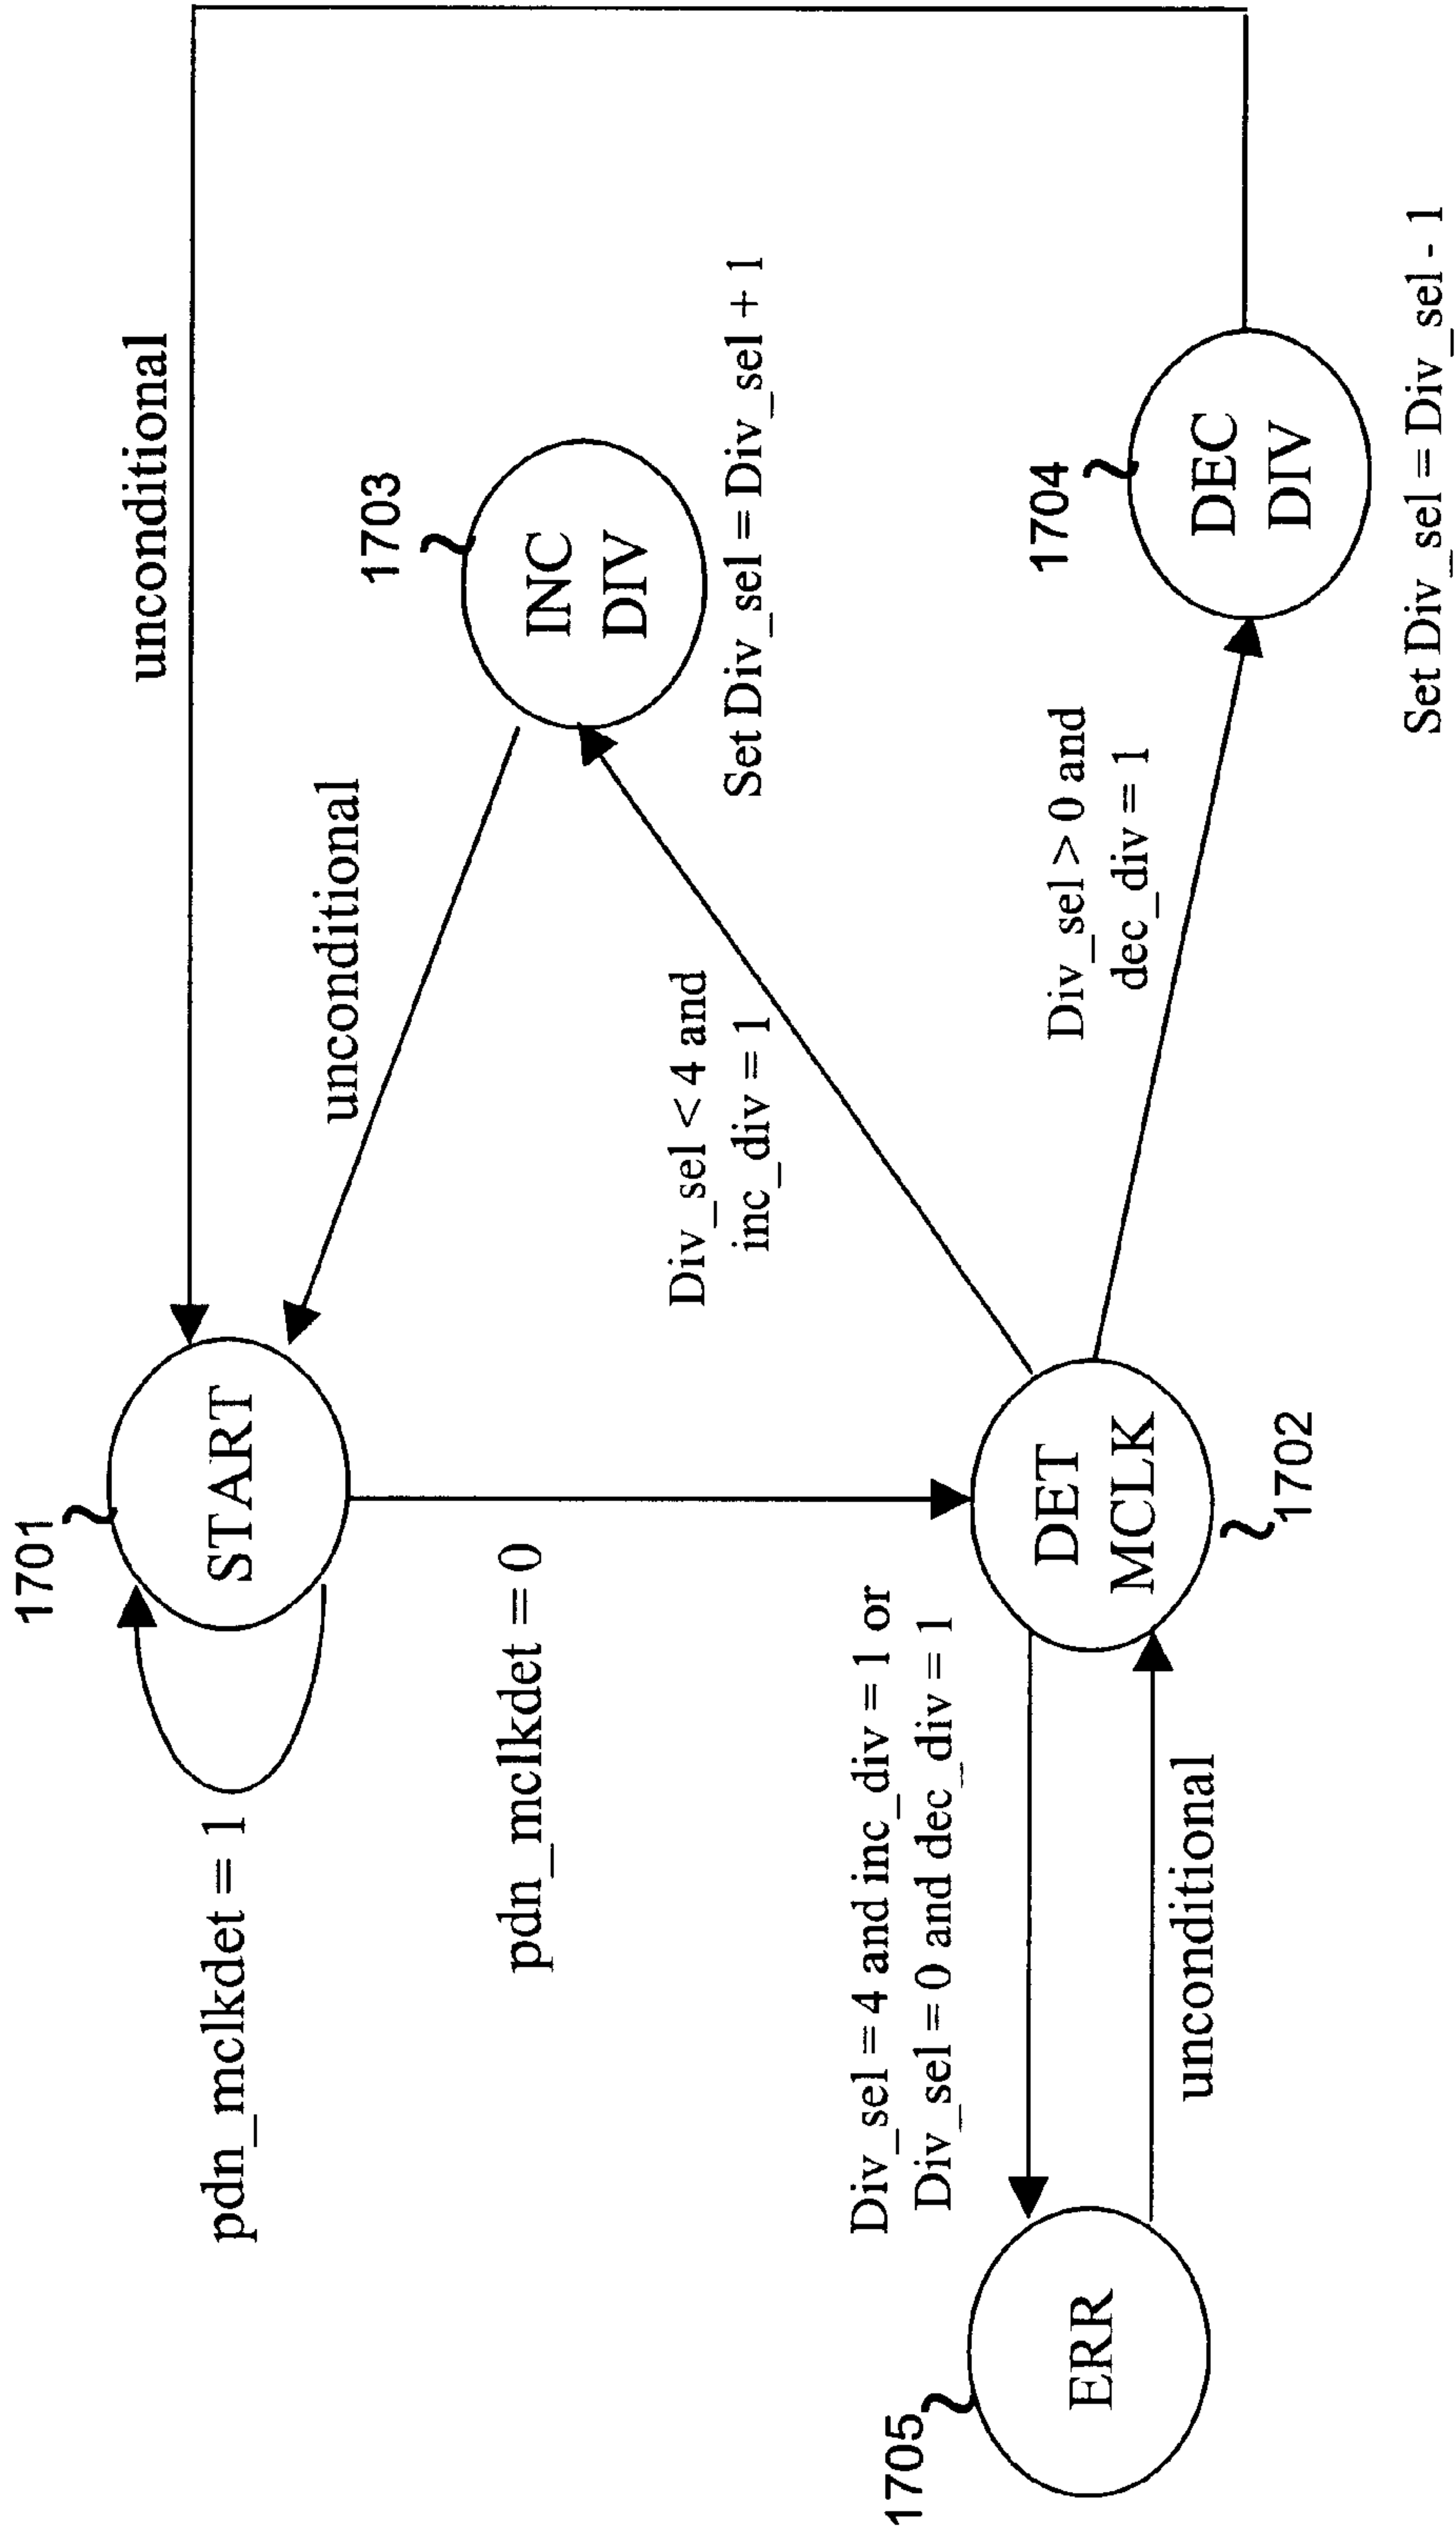 unconditional
1703
INC
DIV
Set Div_sel = Div_sel + 1
1704
DEC
DIV
Set Div_sel = Div_sel - 1
unconditional
Div_sel < 4 and
inc_div = 1
Div_sel > 0 and
dec_div = 1
1701
START
pdn_mclkdet = 1
pdn_mclkdet = 0
DET
MCLK
1702
Div_sel = 4 and inc_div = 1 or
Div_sel = 0 and dec_div = 1
unconditional
1705
ERR